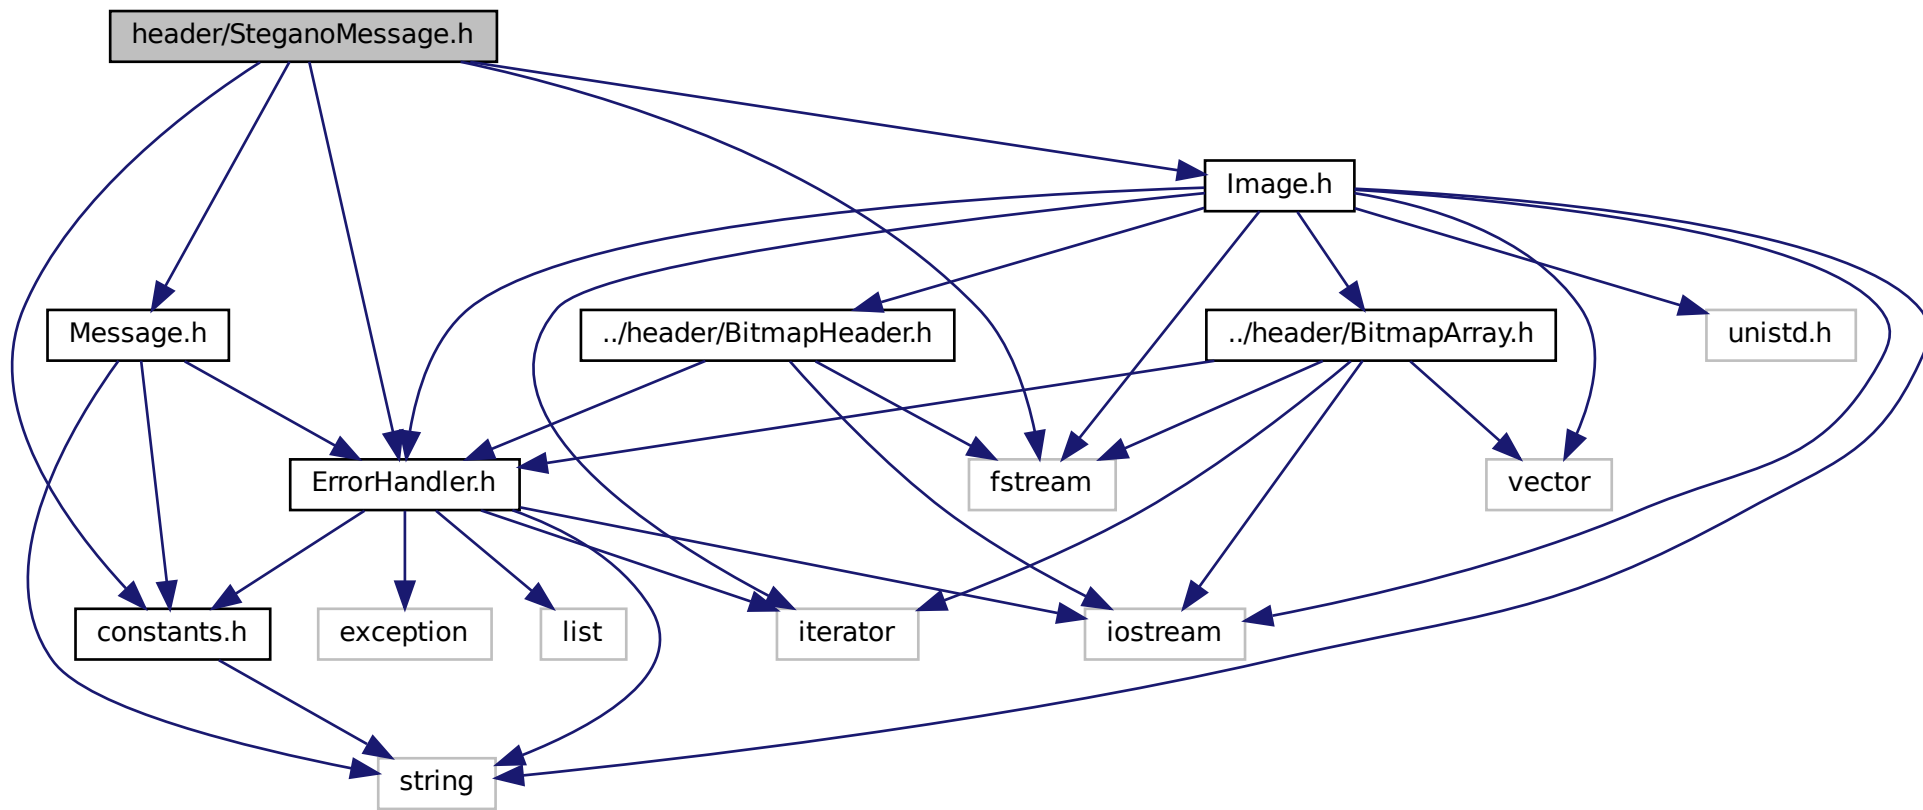 header/SteganoMessage.h
Image.h
Message.h
../header/BitmapHeader.h
../header/BitmapArray.h
unistd.h
ErrorHandler.h
fstream
vector
constants.h
exception
list
iterator
iostream
string